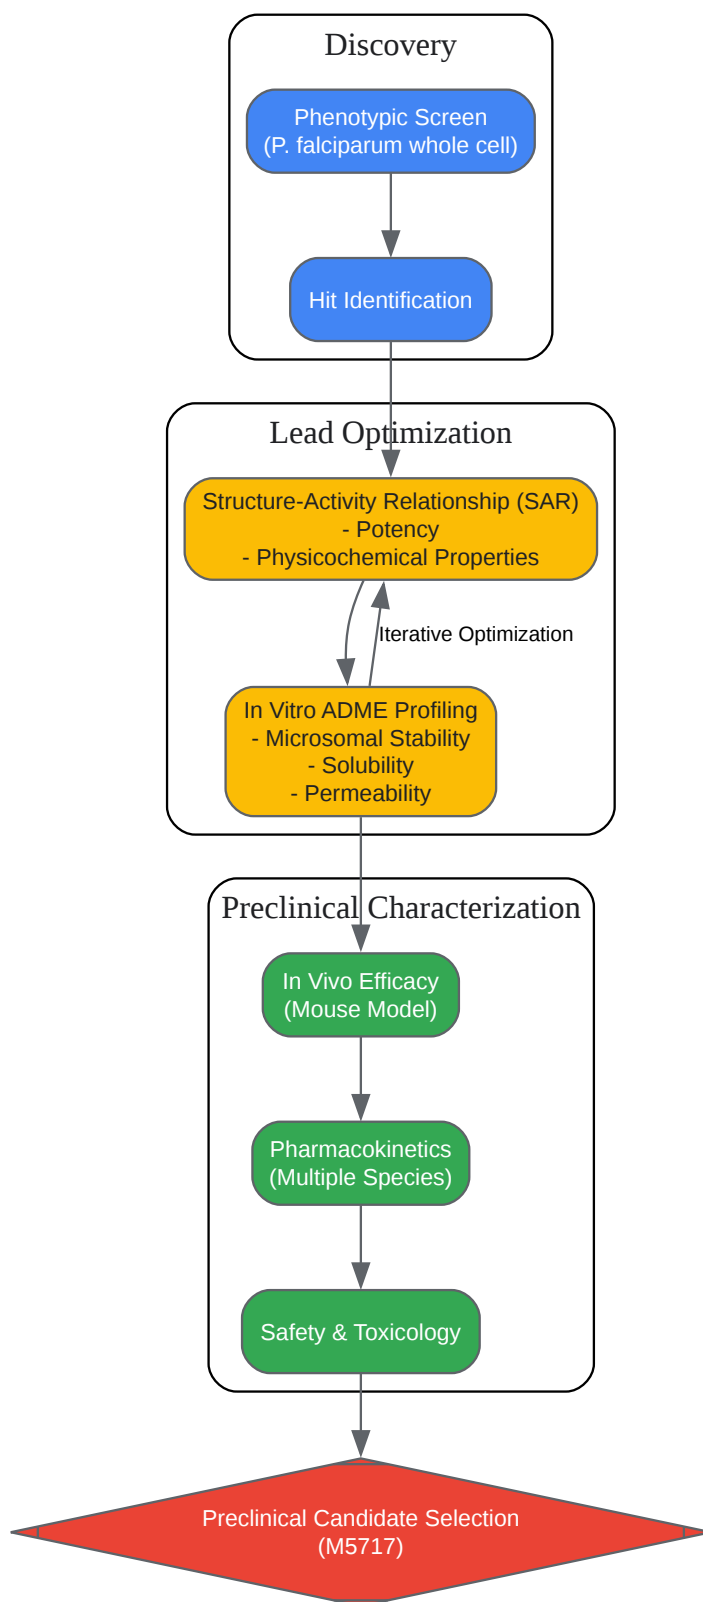 Discovery
Phenotypic Screen
(P. falciparum whole cell)
Hit Identification
Lead Optimization
Structure-Activity Relationship (SAR)
- Potency
- Physicochemical Properties
Iterative Optimization
In Vitro ADME Profiling
- Microsomal Stability
- Solubility
- Permeability
Preclinical Characterization
In Vivo Efficacy
(Mouse Model)
Pharmacokinetics
(Multiple Species)
Safety & Toxicology
Preclinical Candidate Selection
(M5717)